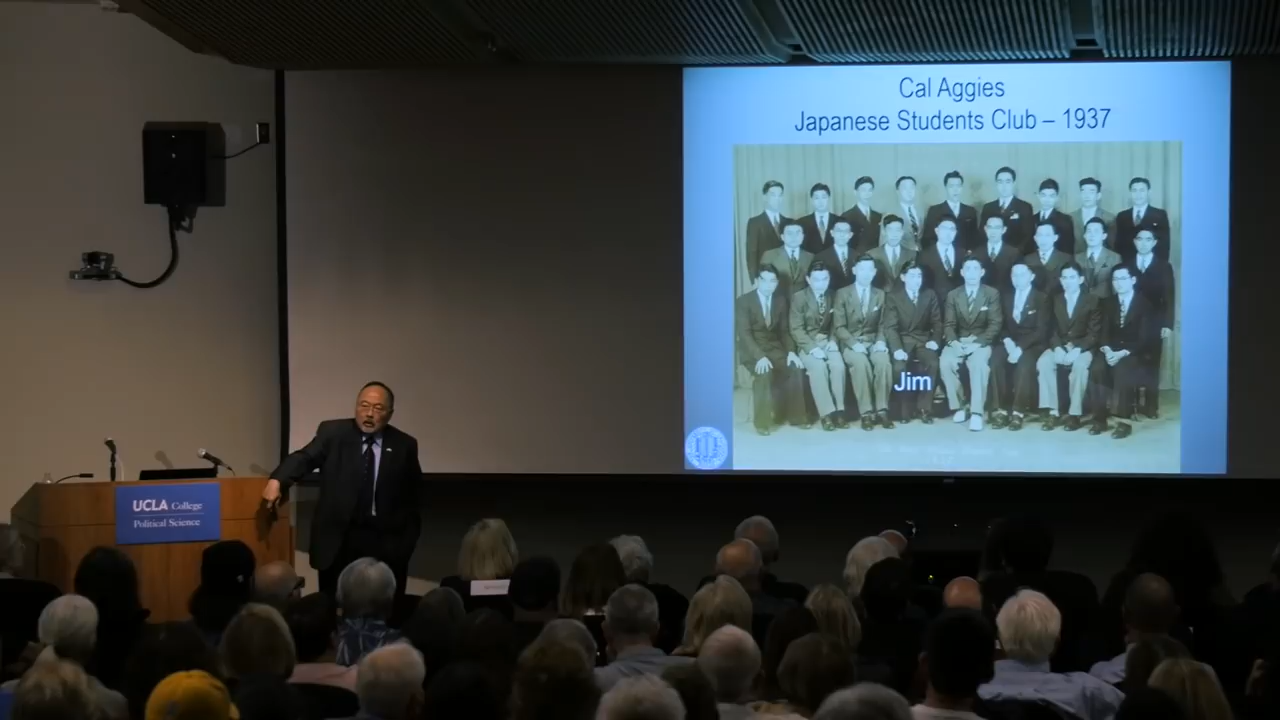 Cal Aggies
Japanese Students Club – 1937
Jim
UCLA College
Political Science